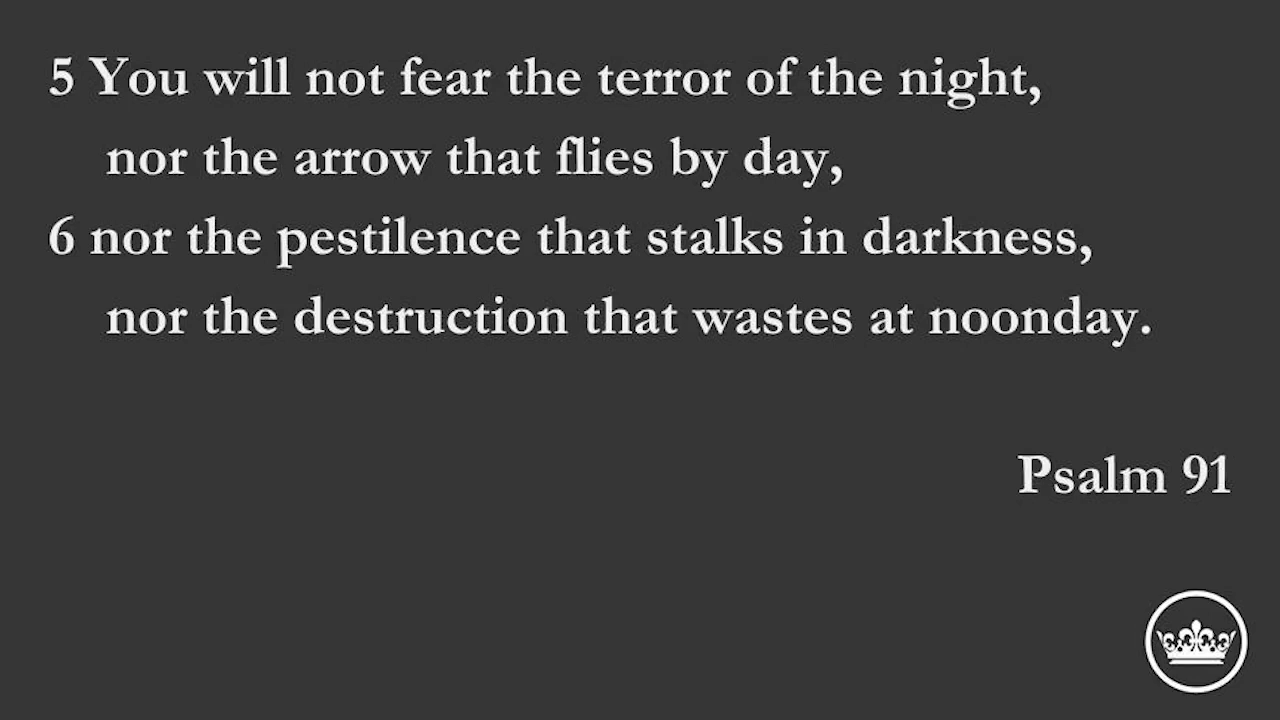 5 You will not fear the terror of the night,
nor the arrow that flies by day,
6 nor the pestilence that stalks in darkness,
nor the destruction that wastes at noonday.
Psalm 91